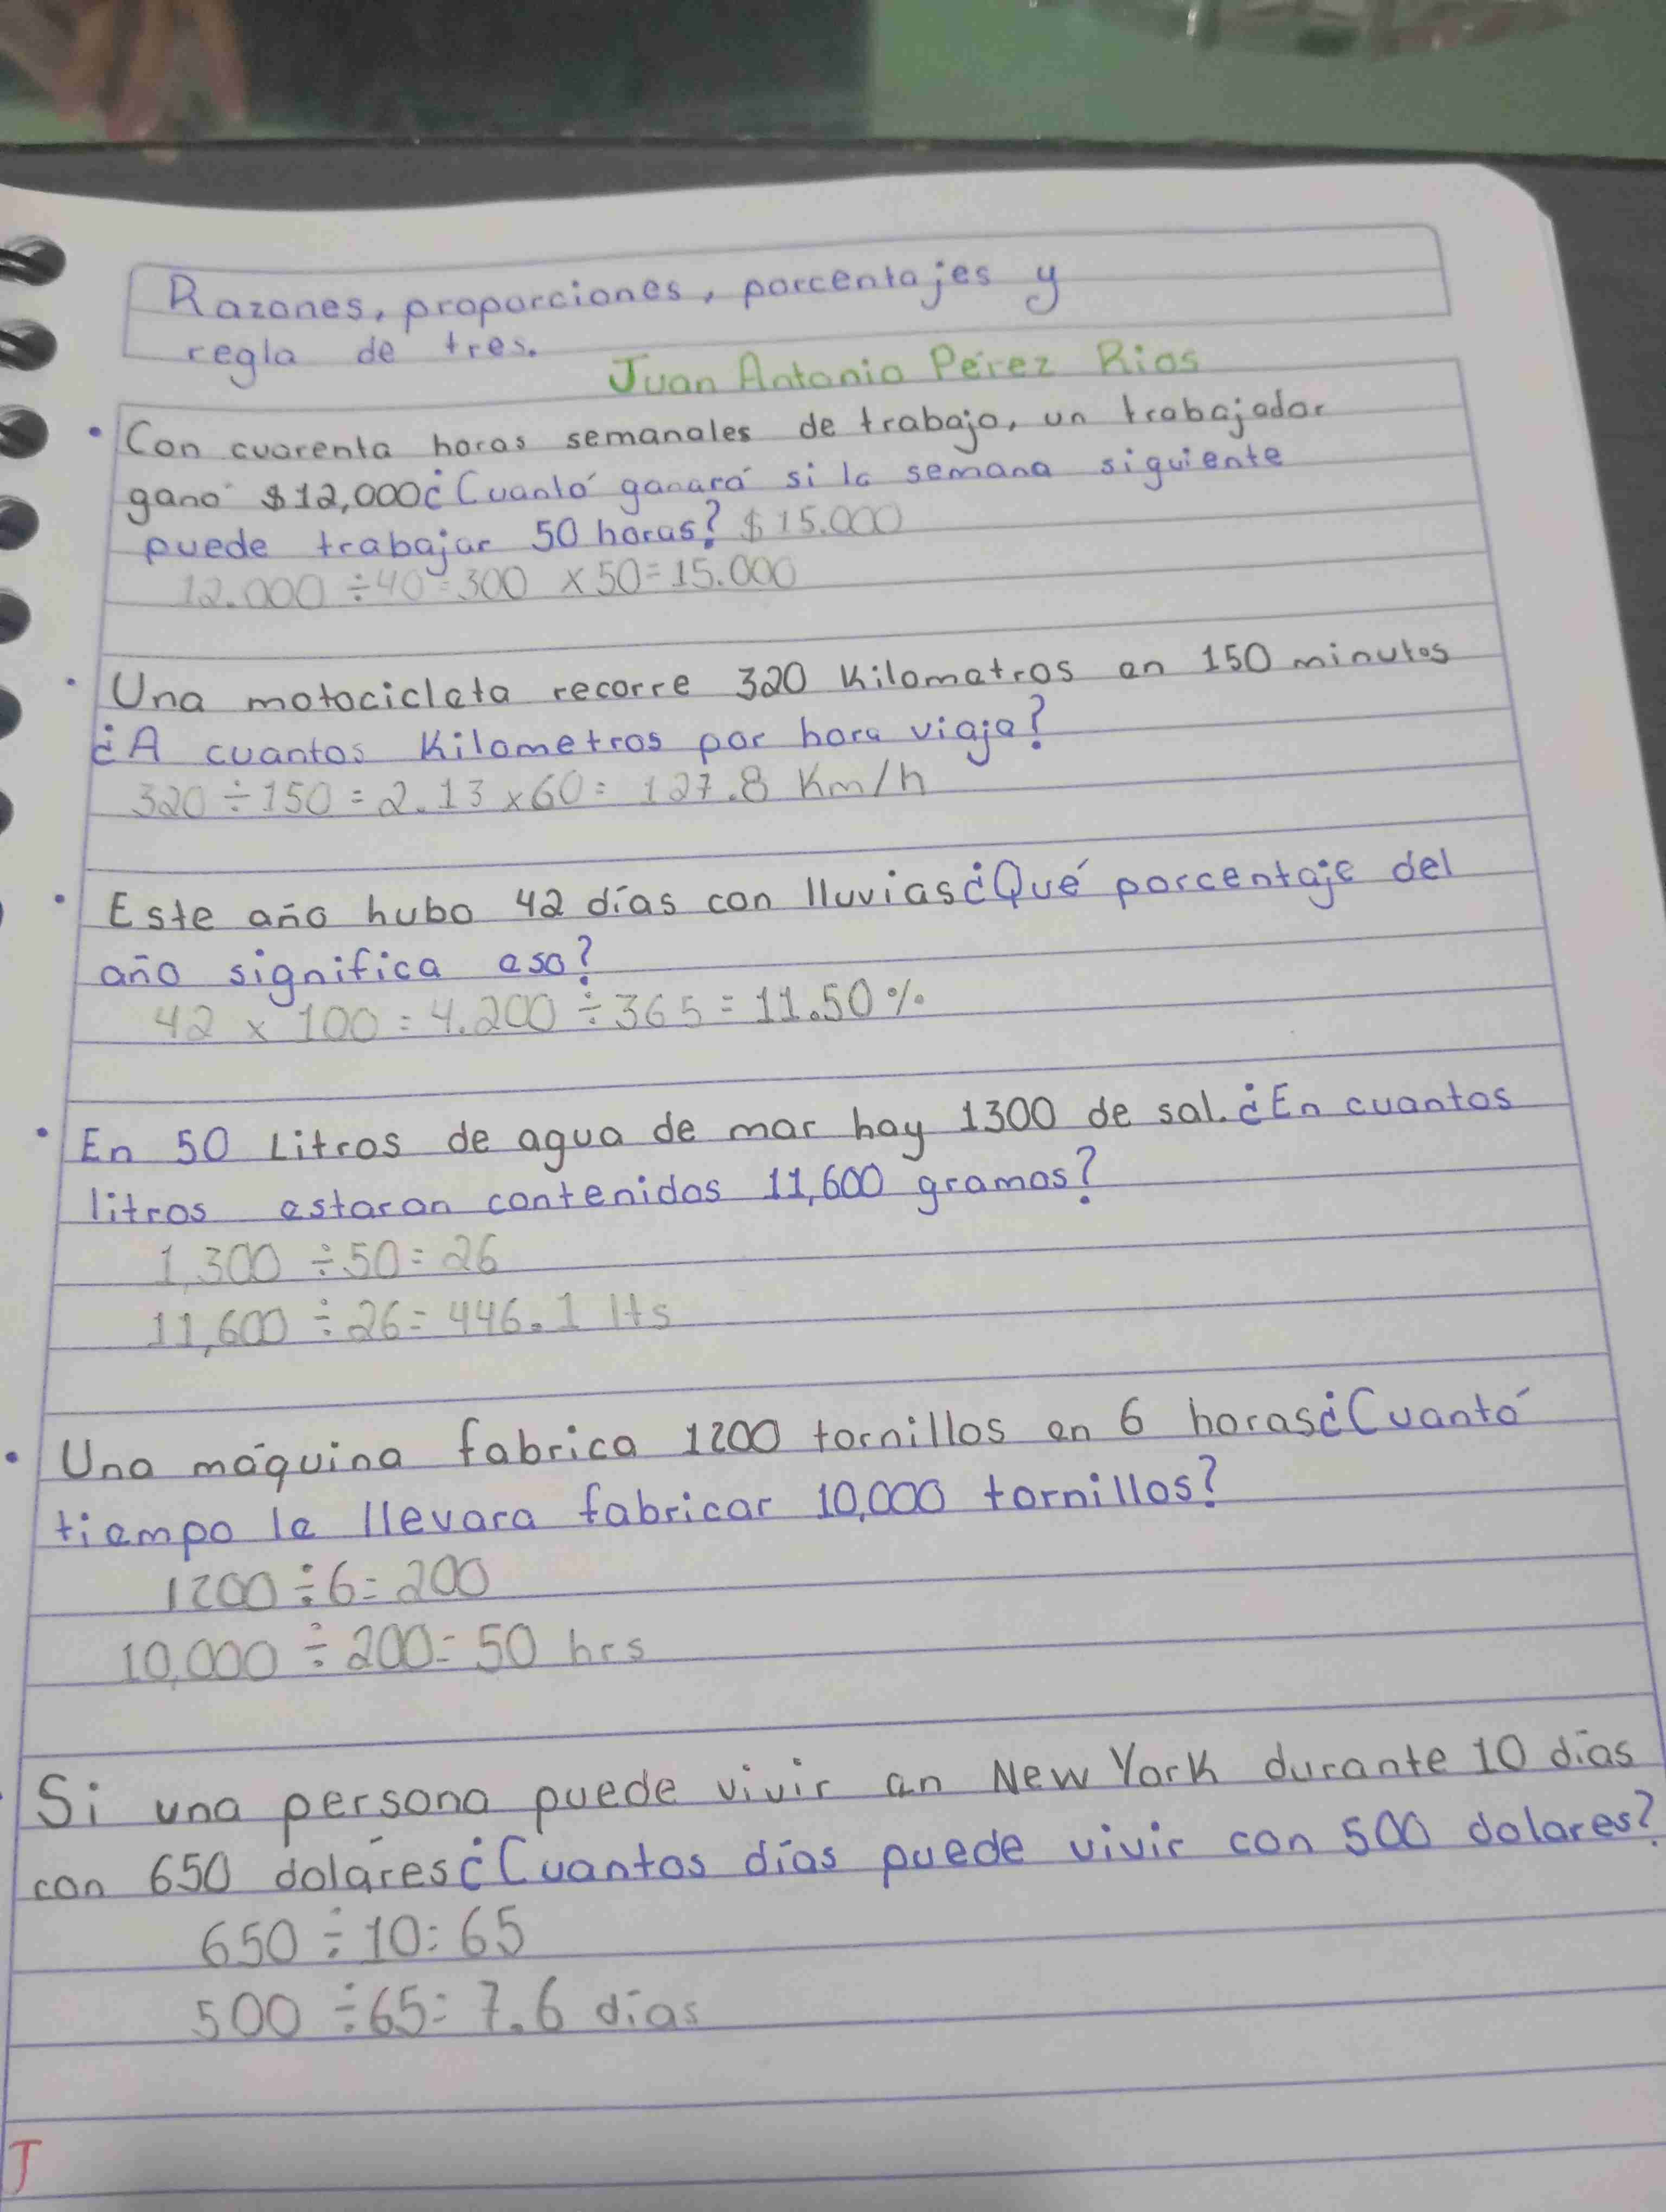 Razones, proporciones, porcentajes y
regla de tres.
Juan Antonio Pérez Rios
• Con cuarenta horas semanales de trabajo, un trabajador
ganó $12,000¿Cuantó ganará si la semana siguiente
puede trabajar 50 horas? $15.000
12.000 ÷40=300 x50=15.000
• Una motocicleta recorre 320 Kilometros en 150 minutos
¿A cuantos Kilometros por hora viaja?
320÷150=2.13x60= 127.8 Km/h
• Este año hubo 42 días con lluvias¿Qué porcentaje del
año significa eso?
42 x 100=4.200÷365=11.50%
• En 50 Litros de agua de mar hay 1300 de sal.¿En cuantos
litros estaran contenidos 11,600 gramos?
1,300 ÷50=26
11,600 ÷26=446.1 lts
• Una máquina fabrica 1200 tornillos en 6 horas¿Cuantó
tiempo le llevara fabricar 10,000 tornillos?
1200÷6=200
10,000 ÷200=50 hrs
• Si una persona puede vivir en New York durante 10 días
con 650 dolares¿Cuantos días puede vivir con 500 dolares?
650÷10=65
500 ÷65= 7.6 días
J